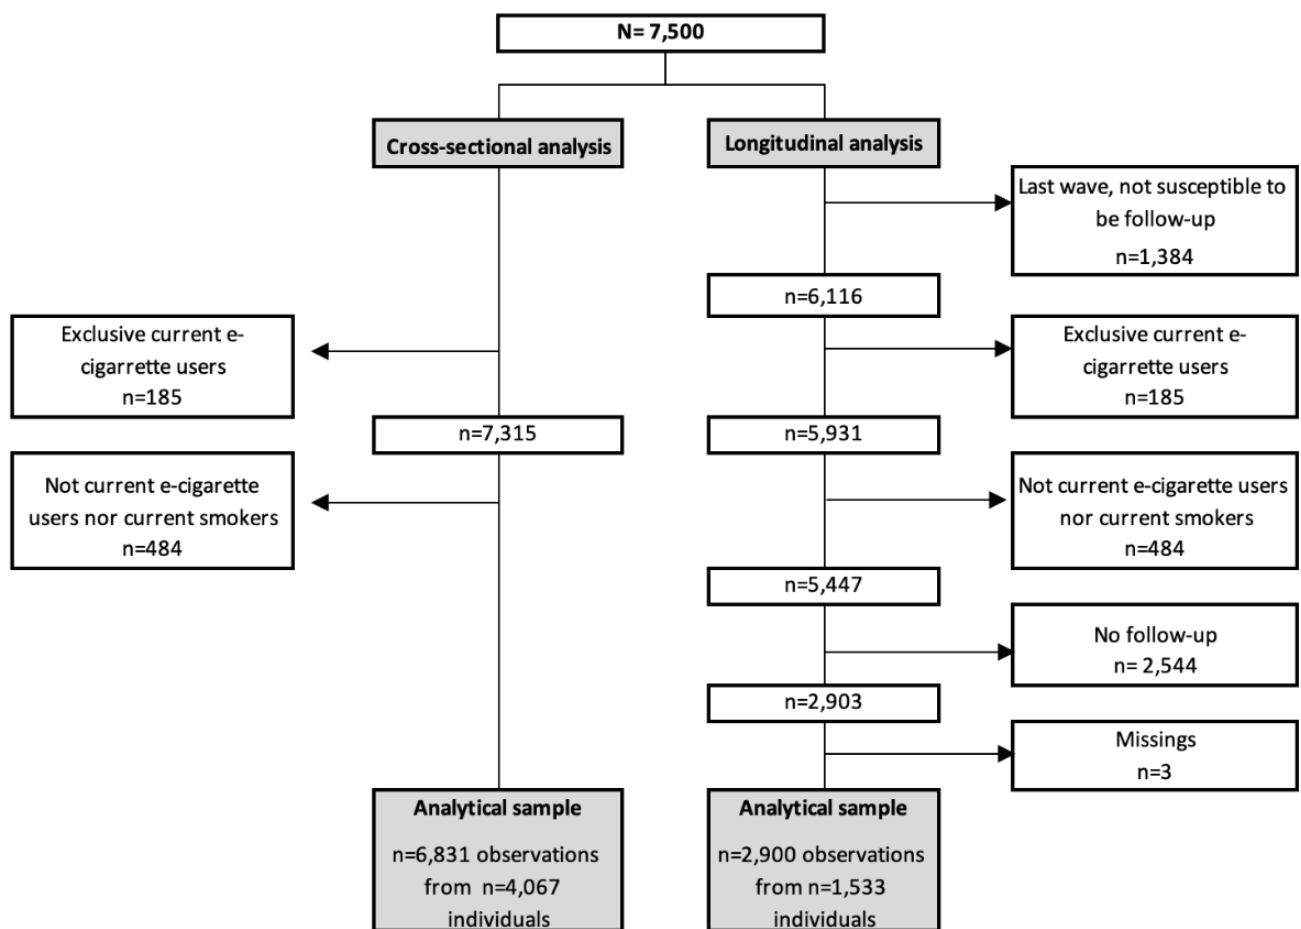 N= 7,500
Cross-sectional analysis
Longitudinal analysis
Last wave, not susceptible to
be follow-up
n=1,384
n=6,116
Exclusive current e-
cigarrette users
n=185
Exclusive current e-
cigarrette users
n=185
n=7,315
n=5,931
Not current e-cigarette
users nor current smokers
n=484
Not current e-cigarette users
nor current smokers
n=484
n=5,447
No follow-up
n= 2,544
n=2,903
Missings
n=3
Analytical sample
n=6,831 observations
from n=4,067
individuals
Analytical sample
n=2,900 observations
from n=1,533
individuals